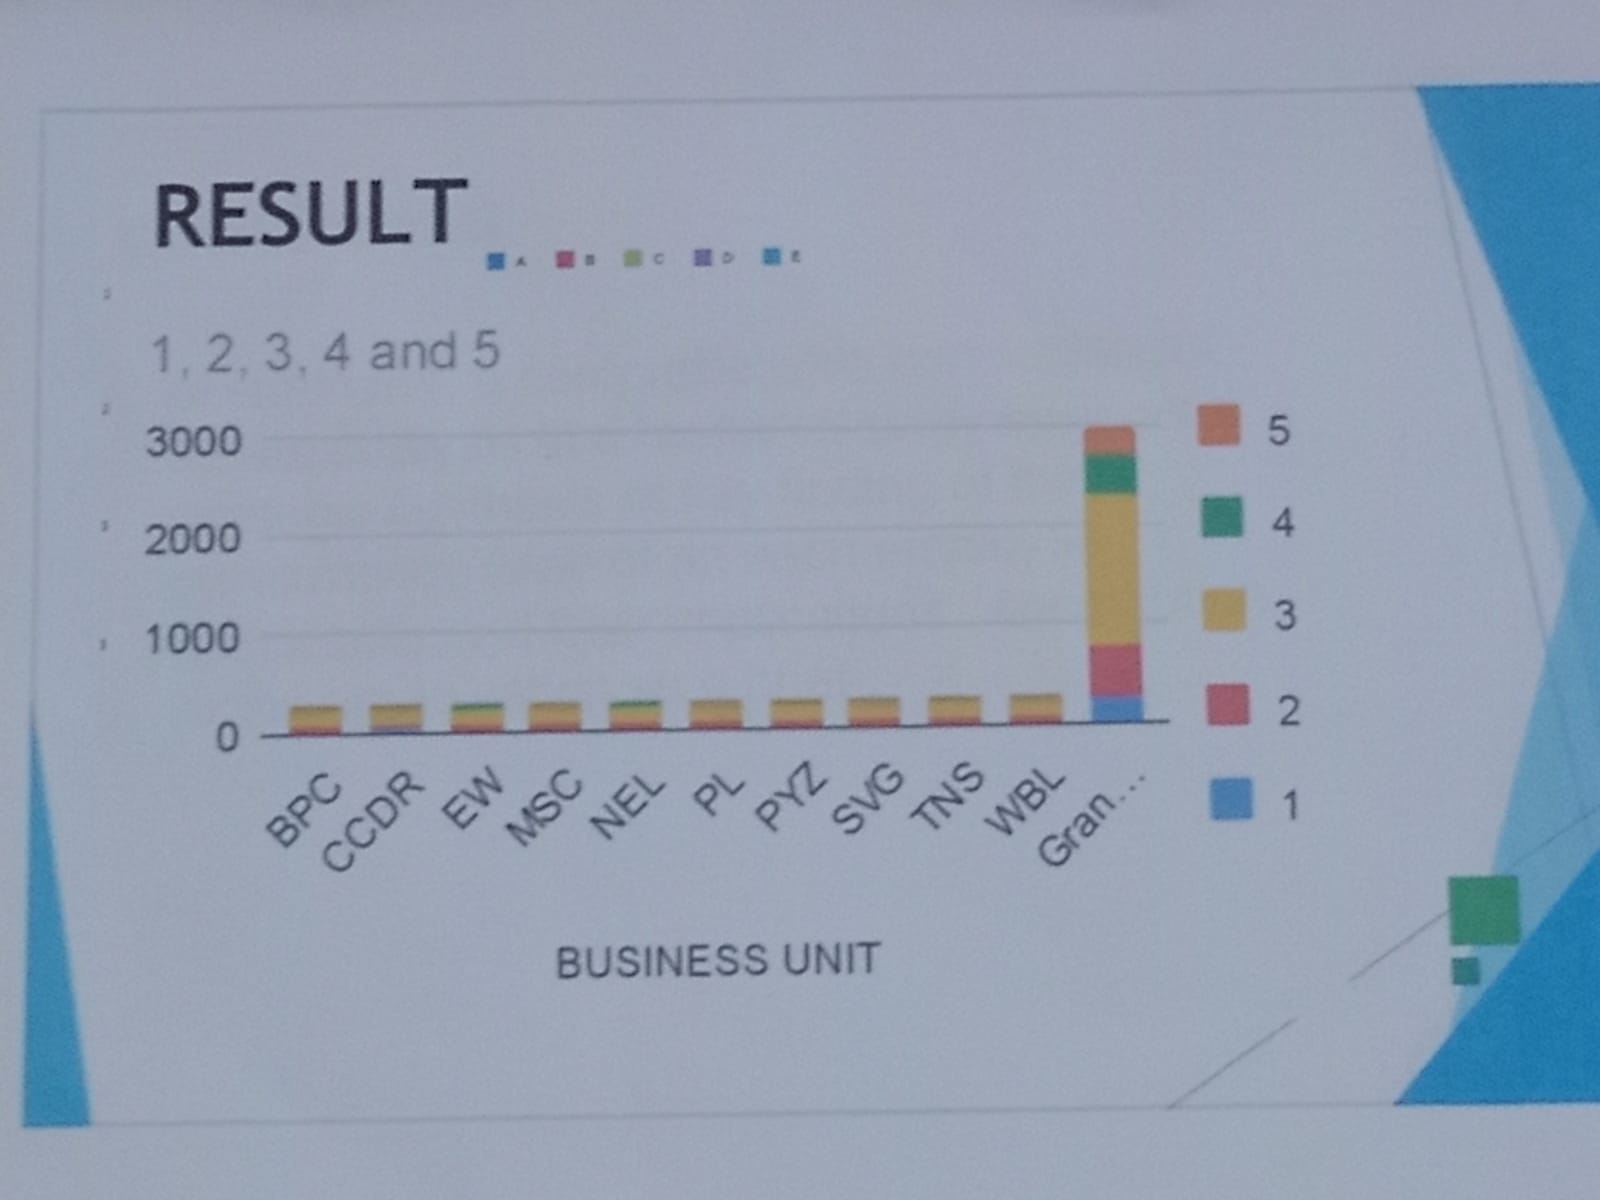 RESULT
A B C D E
1, 2, 3, 4 and 5
3000
2000
1000
0
BPC
CCDR
EW
MSC
NEL
PL
PYZ
SVG
TNS
WBL
Gran...
5
4
3
2
1
BUSINESS UNIT